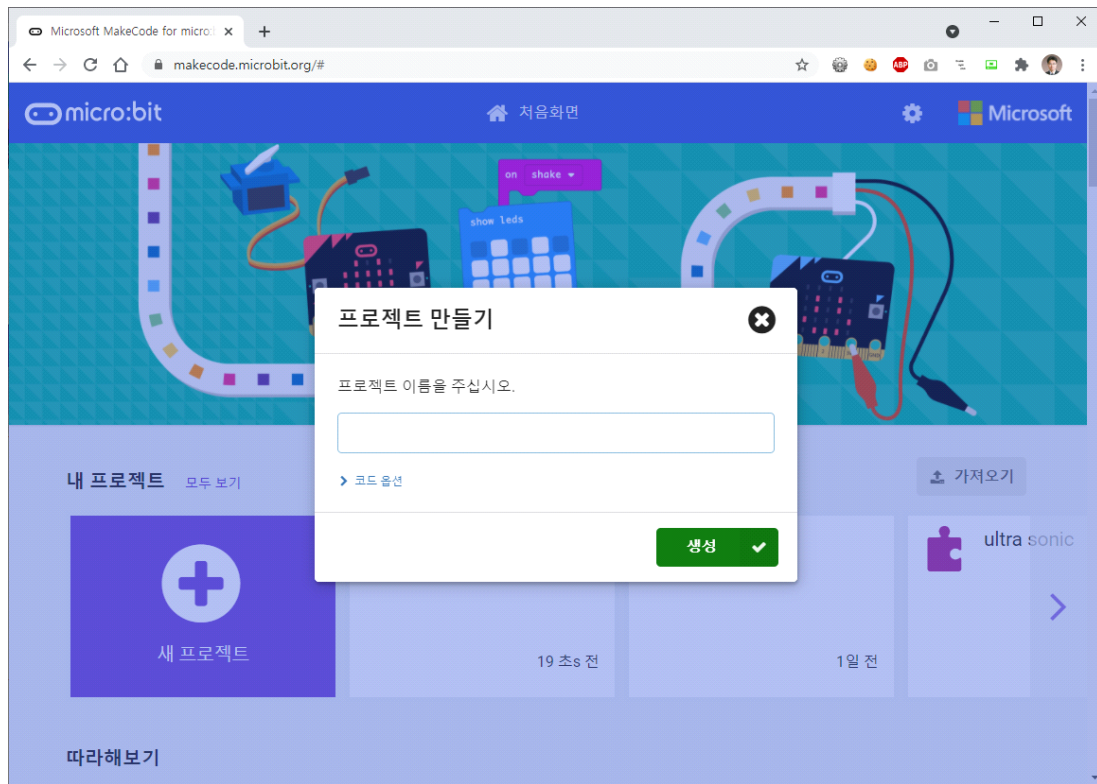 Microsoft MakeCode for micro:
makecode.microbit.org/#
ABP
micro:bit
처음화면
Microsoft
on shake
show leds
프로젝트 만들기
프로젝트 이름을 주십시오.
코드 옵션
생성
내 프로젝트 모두 보기
가져오기
새 프로젝트
19 초s 전
1일 전
ultra sonic
따라해보기